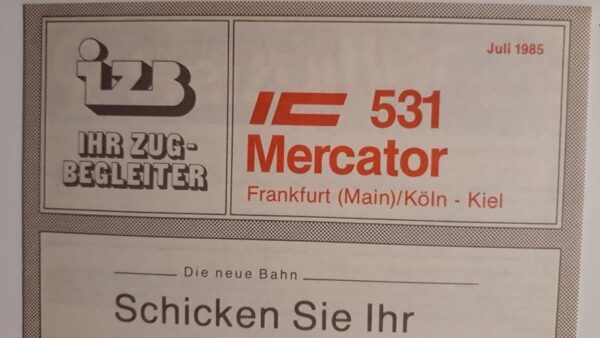 izb
IHR ZUG-
BEGLEITER
Juli 1985
IC 531
Mercator
Frankfurt (Main)/Köln - Kiel
Die neue Bahn
Schicken Sie Ihr